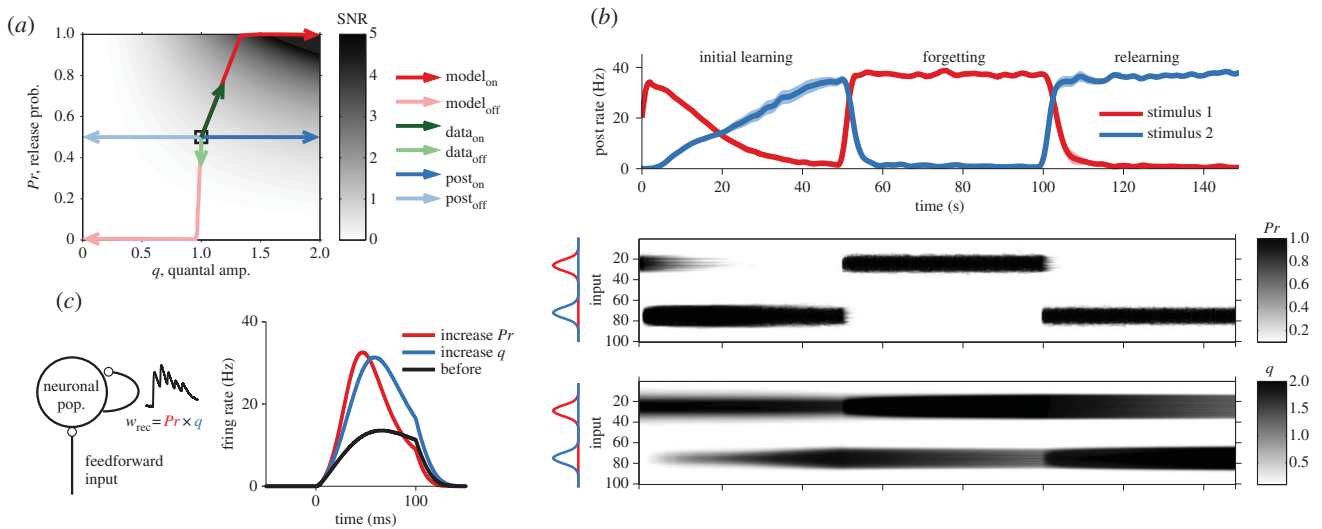 (a)
SNR
1.0
0.8
0.6
0.4
0.2
0
Pr, release prob.
0
0.5
1.0
1.5
2.0
q, quantal amp.
5
4
3
2
1
0
model_on
model_off
data_on
data_off
post_on
post_off
(b)
initial learning
forgetting
relearning
40
20
0
post rate (Hz)
stimulus 1
stimulus 2
0
20
40
60
80
100
120
140
time (s)
Pr
20
40
60
80
100
input
1.0
0.8
0.6
0.4
0.2
q
20
40
60
80
100
input
2.0
1.5
1.0
0.5
(c)
neuronal
pop.
w_rec = Pr × q
feedforward
input
40
20
0
fring rate (Hz)
increase Pr
increase q
before
0
100
time (ms)